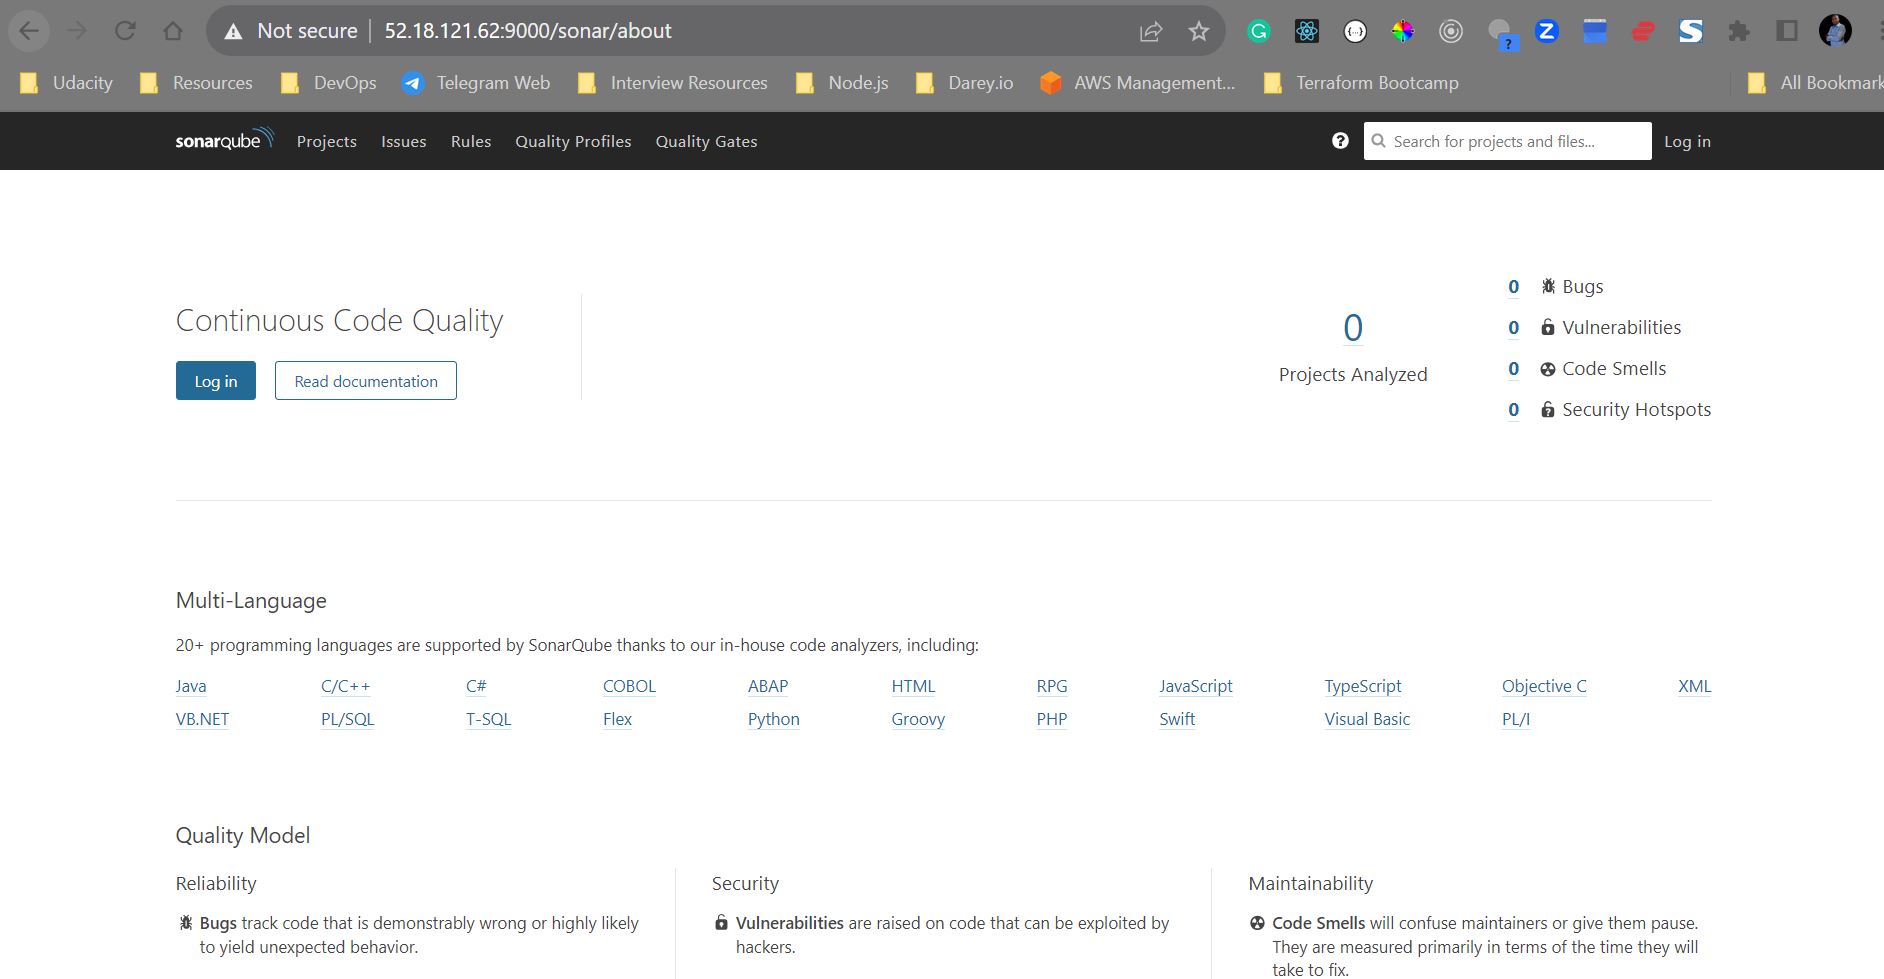 Not secure 52.18.121.62:9000/sonar/about
Udacity Resources DevOps Telegram Web Interview Resources Node.js Darey.io AWS Management... Terraform Bootcamp All Bookmark
sonarqube Projects Issues Rules Quality Profiles Quality Gates Search for projects and files... Log in
Continuous Code Quality
Log in Read documentation
0
Projects Analyzed
0 Bugs
0 Vulnerabilities
0 Code Smells
0 Security Hotspots
Multi-Language
20+ programming languages are supported by SonarQube thanks to our in-house code analyzers, including:
Java C/C++ C# COBOL ABAP HTML RPG JavaScript TypeScript Objective C XML
VB.NET PL/SQL T-SQL Flex Python Groovy PHP Swift Visual Basic PL/I
Quality Model
Reliability
Bugs track code that is demonstrably wrong or highly likely
to yield unexpected behavior.
Security
Vulnerabilities are raised on code that can be exploited by
hackers.
Maintainability
Code Smells will confuse maintainers or give them pause.
They are measured primarily in terms of the time they will
take to fix.